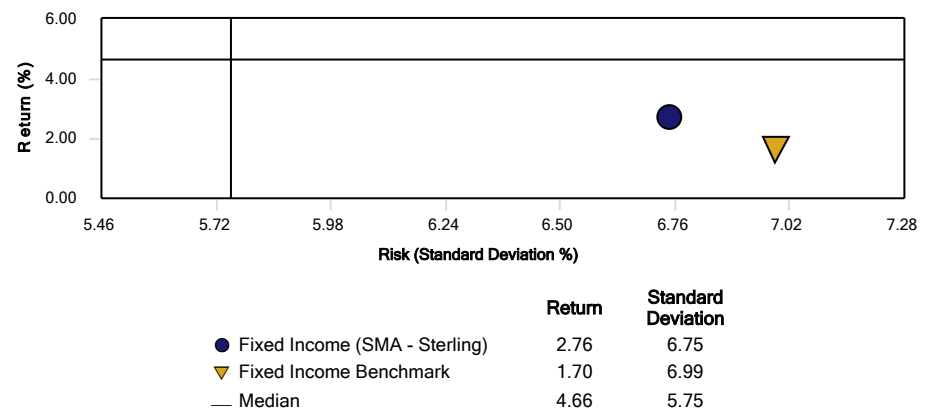 6.00
4.00
2.00
0.00
Return (%)
5.46 5.72 5.98 6.24 6.50 6.76 7.02 7.28
Risk (Standard Deviation %)
Return Standard Deviation
Fixed Income (SMA - Sterling) 2.76 6.75
Fixed Income Benchmark 1.70 6.99
Median 4.66 5.75